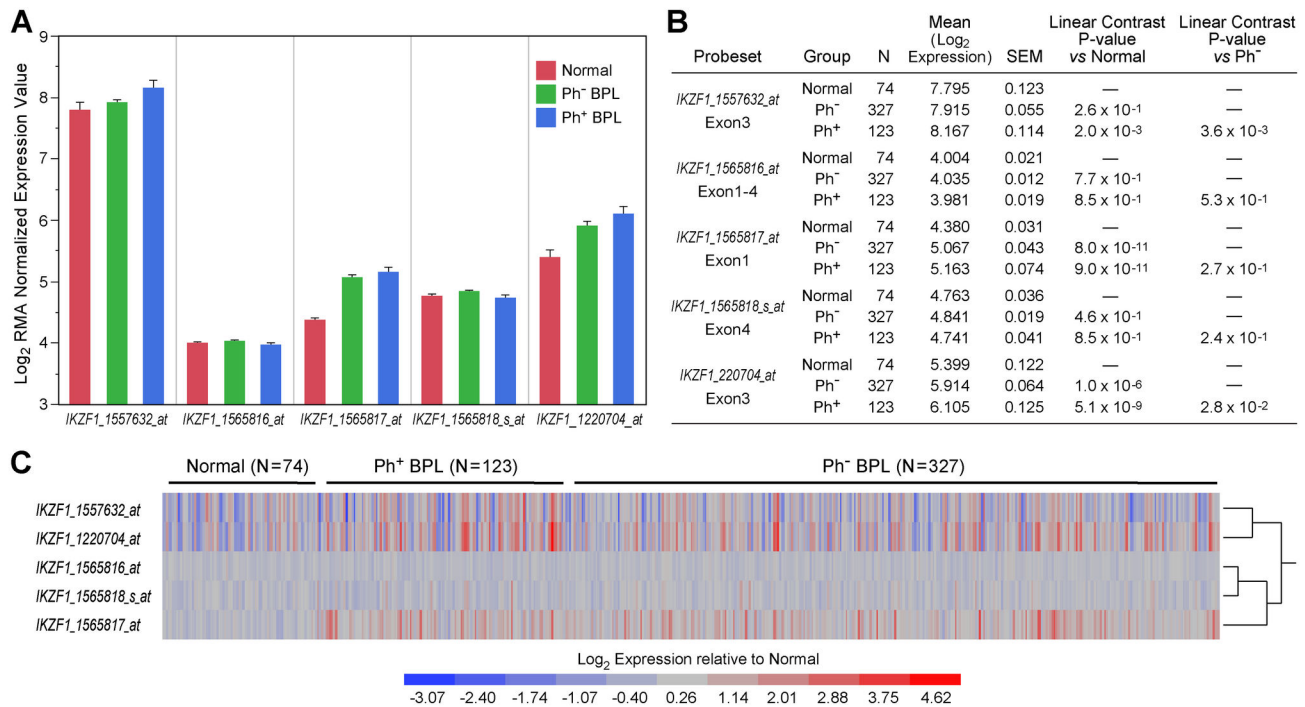 A
Log2 RMA Normalized Expression Value
9
8
7
6
5
4
3
Normal
Ph⁻ BPL
Ph⁺ BPL
IKZF1_1557632_at
IKZF1_1565816_at
IKZF1_1565817_at
IKZF1_1565818_s_at
IKZF1_1220704_at
B
Probeset Group N Mean (Log2 Expression) SEM Linear Contrast P-value vs Normal Linear Contrast P-value vs Ph⁻
IKZF1_1557632_at Exon3
Normal 74 7.795 0.123 — —
Ph⁻ 327 7.915 0.055 2.6 x 10⁻¹ —
Ph⁺ 123 8.167 0.114 2.0 x 10⁻³ 3.6 x 10⁻³
IKZF1_1565816_at Exon1-4
Normal 74 4.004 0.021 — —
Ph⁻ 327 4.035 0.012 7.7 x 10⁻¹ —
Ph⁺ 123 3.981 0.019 8.5 x 10⁻¹ 5.3 x 10⁻¹
IKZF1_1565817_at Exon1
Normal 74 4.380 0.031 — —
Ph⁻ 327 5.067 0.043 8.0 x 10⁻¹¹ —
Ph⁺ 123 5.163 0.074 9.0 x 10⁻¹¹ 2.7 x 10⁻¹
IKZF1_1565818_s_at Exon4
Normal 74 4.763 0.036 — —
Ph⁻ 327 4.841 0.019 4.6 x 10⁻¹ —
Ph⁺ 123 4.741 0.041 8.5 x 10⁻¹ 2.4 x 10⁻¹
IKZF1_220704_at Exon3
Normal 74 5.399 0.122 — —
Ph⁻ 327 5.914 0.064 1.0 x 10⁻⁶ —
Ph⁺ 123 6.105 0.125 5.1 x 10⁻⁹ 2.8 x 10⁻²
C
Normal (N=74) Ph⁺ BPL (N=123) Ph⁻ BPL (N=327)
IKZF1_1557632_at
IKZF1_1220704_at
IKZF1_1565816_at
IKZF1_1565818_s_at
IKZF1_1565817_at
Log2 Expression relative to Normal
-3.07 -2.40 -1.74 -1.07 -0.40 0.26 1.14 2.01 2.88 3.75 4.62